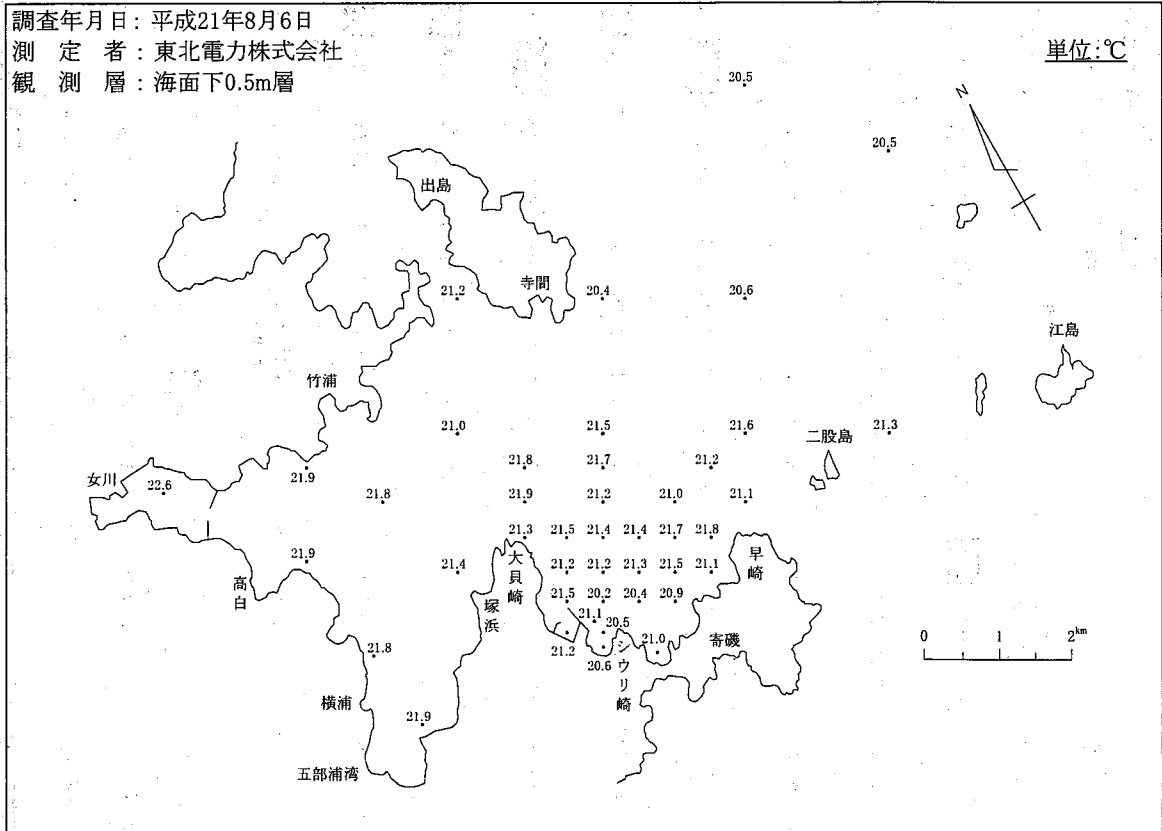 調査年月日：平成21年8月6日
測定者：東北電力株式会社
観測層：海面下0.5m層
単位：℃
20.5
N
20.5
出島
寺間
21.2
20.4
20.6
江島
竹浦
21.0
21.5
21.6
21.3
二股島
21.8
21.7
21.2
女川
22.6
21.9
21.8
21.9
21.2
21.0
21.1
21.3
21.5
21.4
21.4
21.7
21.8
大貝崎
早崎
21.9
21.4
21.2
21.2
21.3
21.5
21.1
高白
塚浜
21.5
20.2
20.4
20.9
21.1
20.5
21.2
20.6
21.0
シウリ崎
寄磯
0 1 2km
21.8
横浦
21.9
五部浦湾